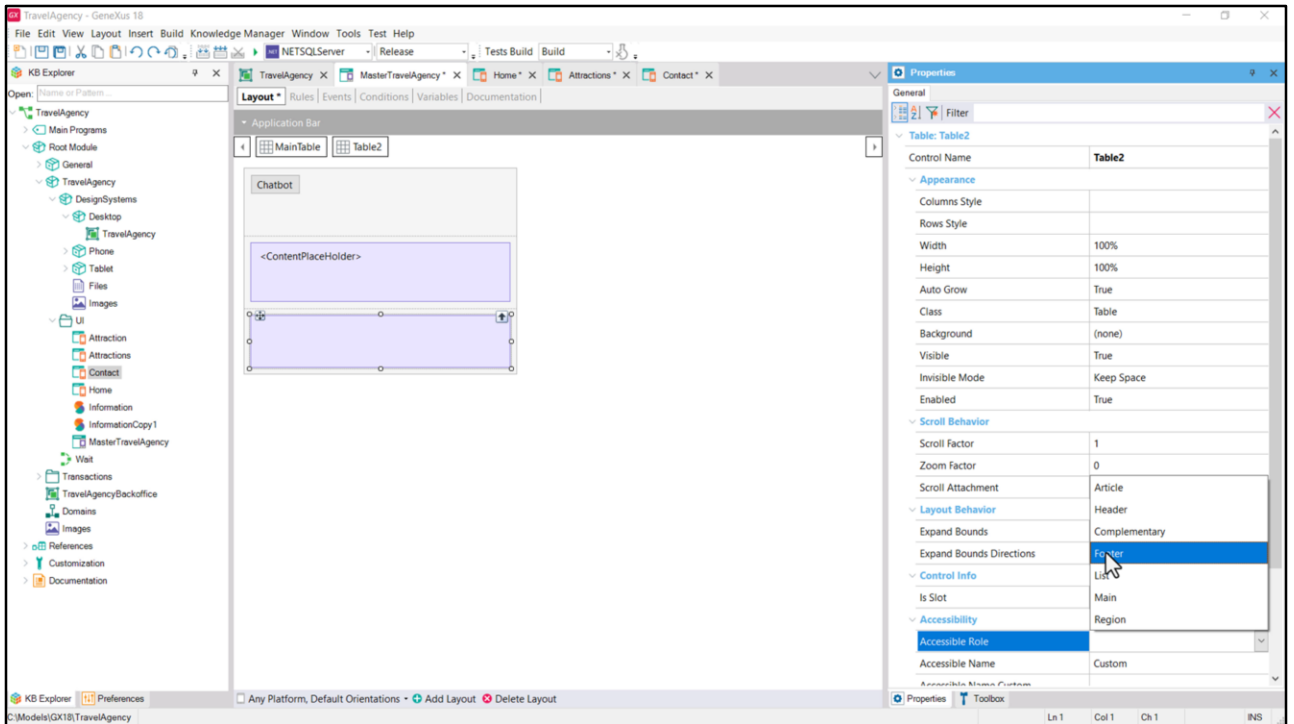 GX TravelAgency - GeneXus 18
File Edit View Layout Insert Build Knowledge Manager Window Tools Test Help
NETSQLServer Release Tests Build Build
KB Explorer
Open: Name or Pattern ...
TravelAgency
Main Programs
Root Module
General
TravelAgency
DesignSystems
Desktop
TravelAgency
Phone
Tablet
Files
Images
UI
Attraction
Attractions
Contact
Home
Information
InformationCopy1
MasterTravelAgency
Wait
Transactions
TravelAgencyBackoffice
Domains
Images
References
Customization
Documentation
KB Explorer Preferences
TravelAgency X MasterTravelAgency * X Home * X Attractions * X Contact * X
Layout * Rules Events Conditions Variables Documentation
Application Bar
MainTable Table2
Chatbot
<ContentPlaceHolder>
Any Platform, Default Orientations Add Layout Delete Layout
Properties
General
Filter
Table: Table2
Control Name Table2
Appearance
Columns Style
Rows Style
Width 100%
Height 100%
Auto Grow True
Class Table
Background (none)
Visible True
Invisible Mode Keep Space
Enabled True
Scroll Behavior
Scroll Factor 1
Zoom Factor 0
Scroll Attachment Article
Layout Behavior Header
Expand Bounds Complementary
Expand Bounds Directions Footer
Control Info List
Is Slot Main
Accessibility Region
Accessible Role
Accessible Name Custom
Accessible Name Custom
Properties Toolbox
C:\Models\GX18\TravelAgency Ln 1 Col 1 Ch 1 INS